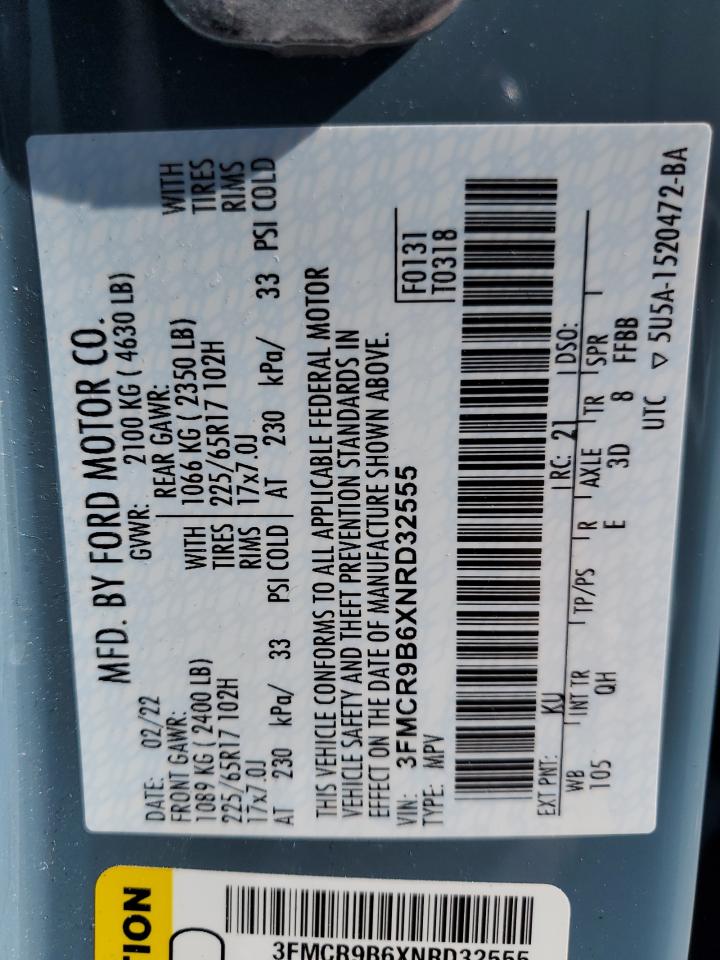 MFD. BY FORD MOTOR CO.
DATE: 02/22 GVWR: 2100 KG ( 4630 LB)
FRONT GAWR: REAR GAWR:
1089 KG ( 2400 LB) WITH 1066 KG ( 2350 LB) WITH
225/65R17 102H TIRES 225/65R17 102H TIRES
17x7.0J RIMS 17x7.0J RIMS
AT 230 kPa/ 33 PSI COLD AT 230 kPa/ 33 PSI COLD
THIS VEHICLE CONFORMS TO ALL APPLICABLE FEDERAL MOTOR
VEHICLE SAFETY AND THEFT PREVENTION STANDARDS IN
EFFECT ON THE DATE OF MANUFACTURE SHOWN ABOVE.
VIN: 3FMCR9B6XNRD32555 F0131
TYPE: MPV T0318
EXT PNT: KU RC: 21 DSO:
WB INT TR TP/PS R AXLE TR SPR
105 QH E 3D 8 FFBB
UTC ▽ 5U5A-1520472-BA
TION
3FMCR9B6XNRD32555